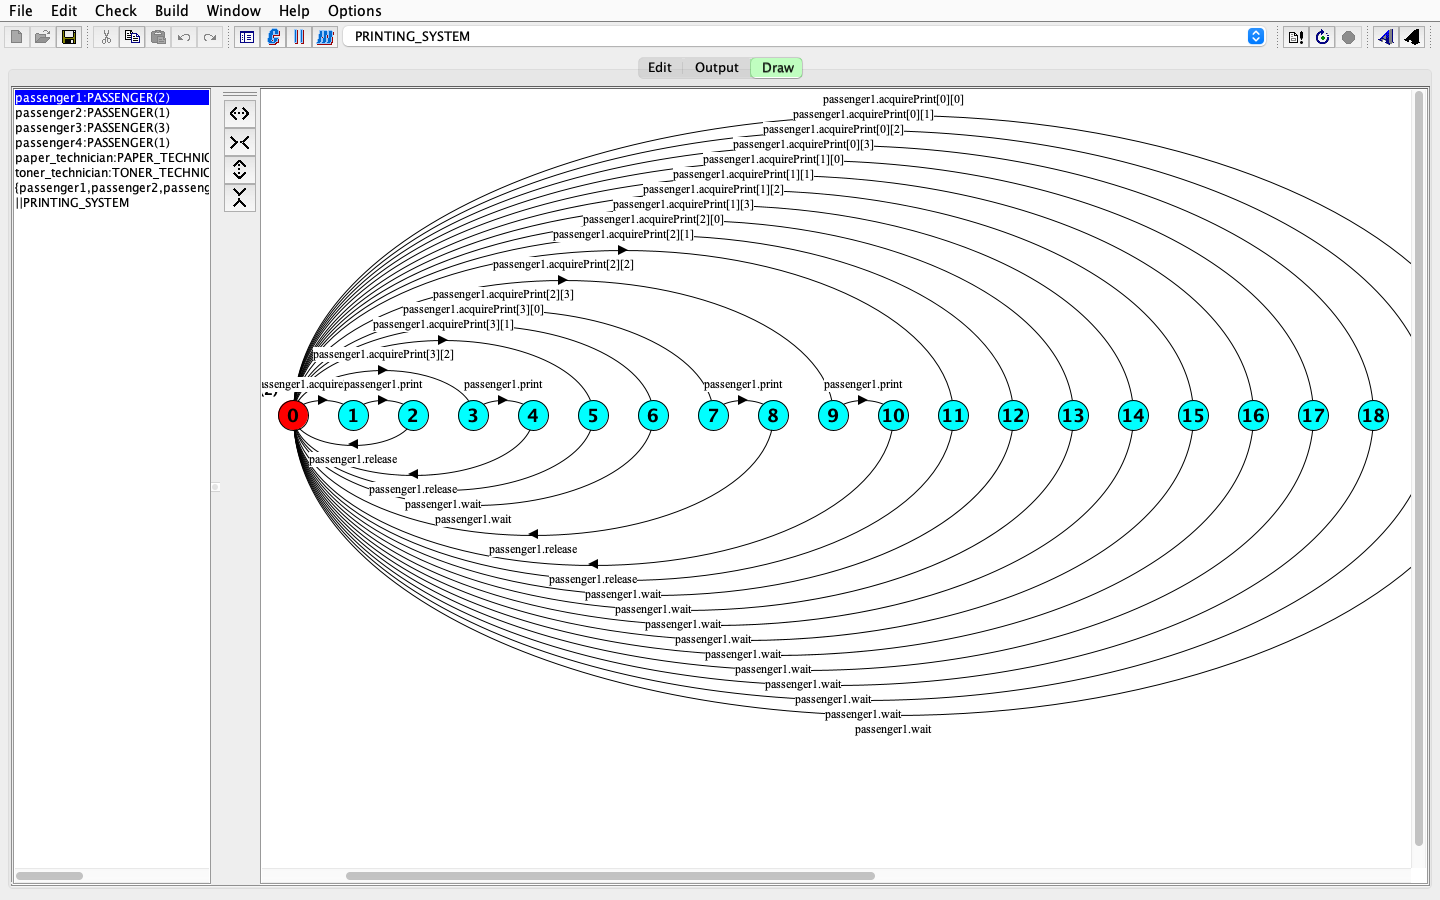 File Edit Check Build Window Help Options
PRINTING_SYSTEM
Edit Output Draw
passenger1:PASSENGER(2)
passenger2:PASSENGER(1)
passenger3:PASSENGER(3)
passenger4:PASSENGER(1)
paper_technician:PAPER_TECHNIC
toner_technician:TONER_TECHNIC
{passenger1,passenger2,passeng
||PRINTING_SYSTEM
passenger1.acquirePrint[0][0]
passenger1.acquirePrint[0][1]
passenger1.acquirePrint[0][2]
passenger1.acquirePrint[0][3]
passenger1.acquirePrint[1][0]
passenger1.acquirePrint[1][1]
passenger1.acquirePrint[1][2]
passenger1.acquirePrint[1][3]
passenger1.acquirePrint[2][0]
passenger1.acquirePrint[2][1]
passenger1.acquirePrint[2][2]
passenger1.acquirePrint[2][3]
passenger1.acquirePrint[3][0]
passenger1.acquirePrint[3][1]
passenger1.acquirePrint[3][2]
assenger1.acquire passenger1.print passenger1.print passenger1.print passenger1.print
0 1 2 3 4 5 6 7 8 9 10 11 12 13 14 15 16 17 18
passenger1.release
passenger1.release
passenger1.wait
passenger1.wait
passenger1.release
passenger1.release
passenger1.wait
passenger1.wait
passenger1.wait
passenger1.wait
passenger1.wait
passenger1.wait
passenger1.wait
passenger1.wait
passenger1.wait
passenger1.wait